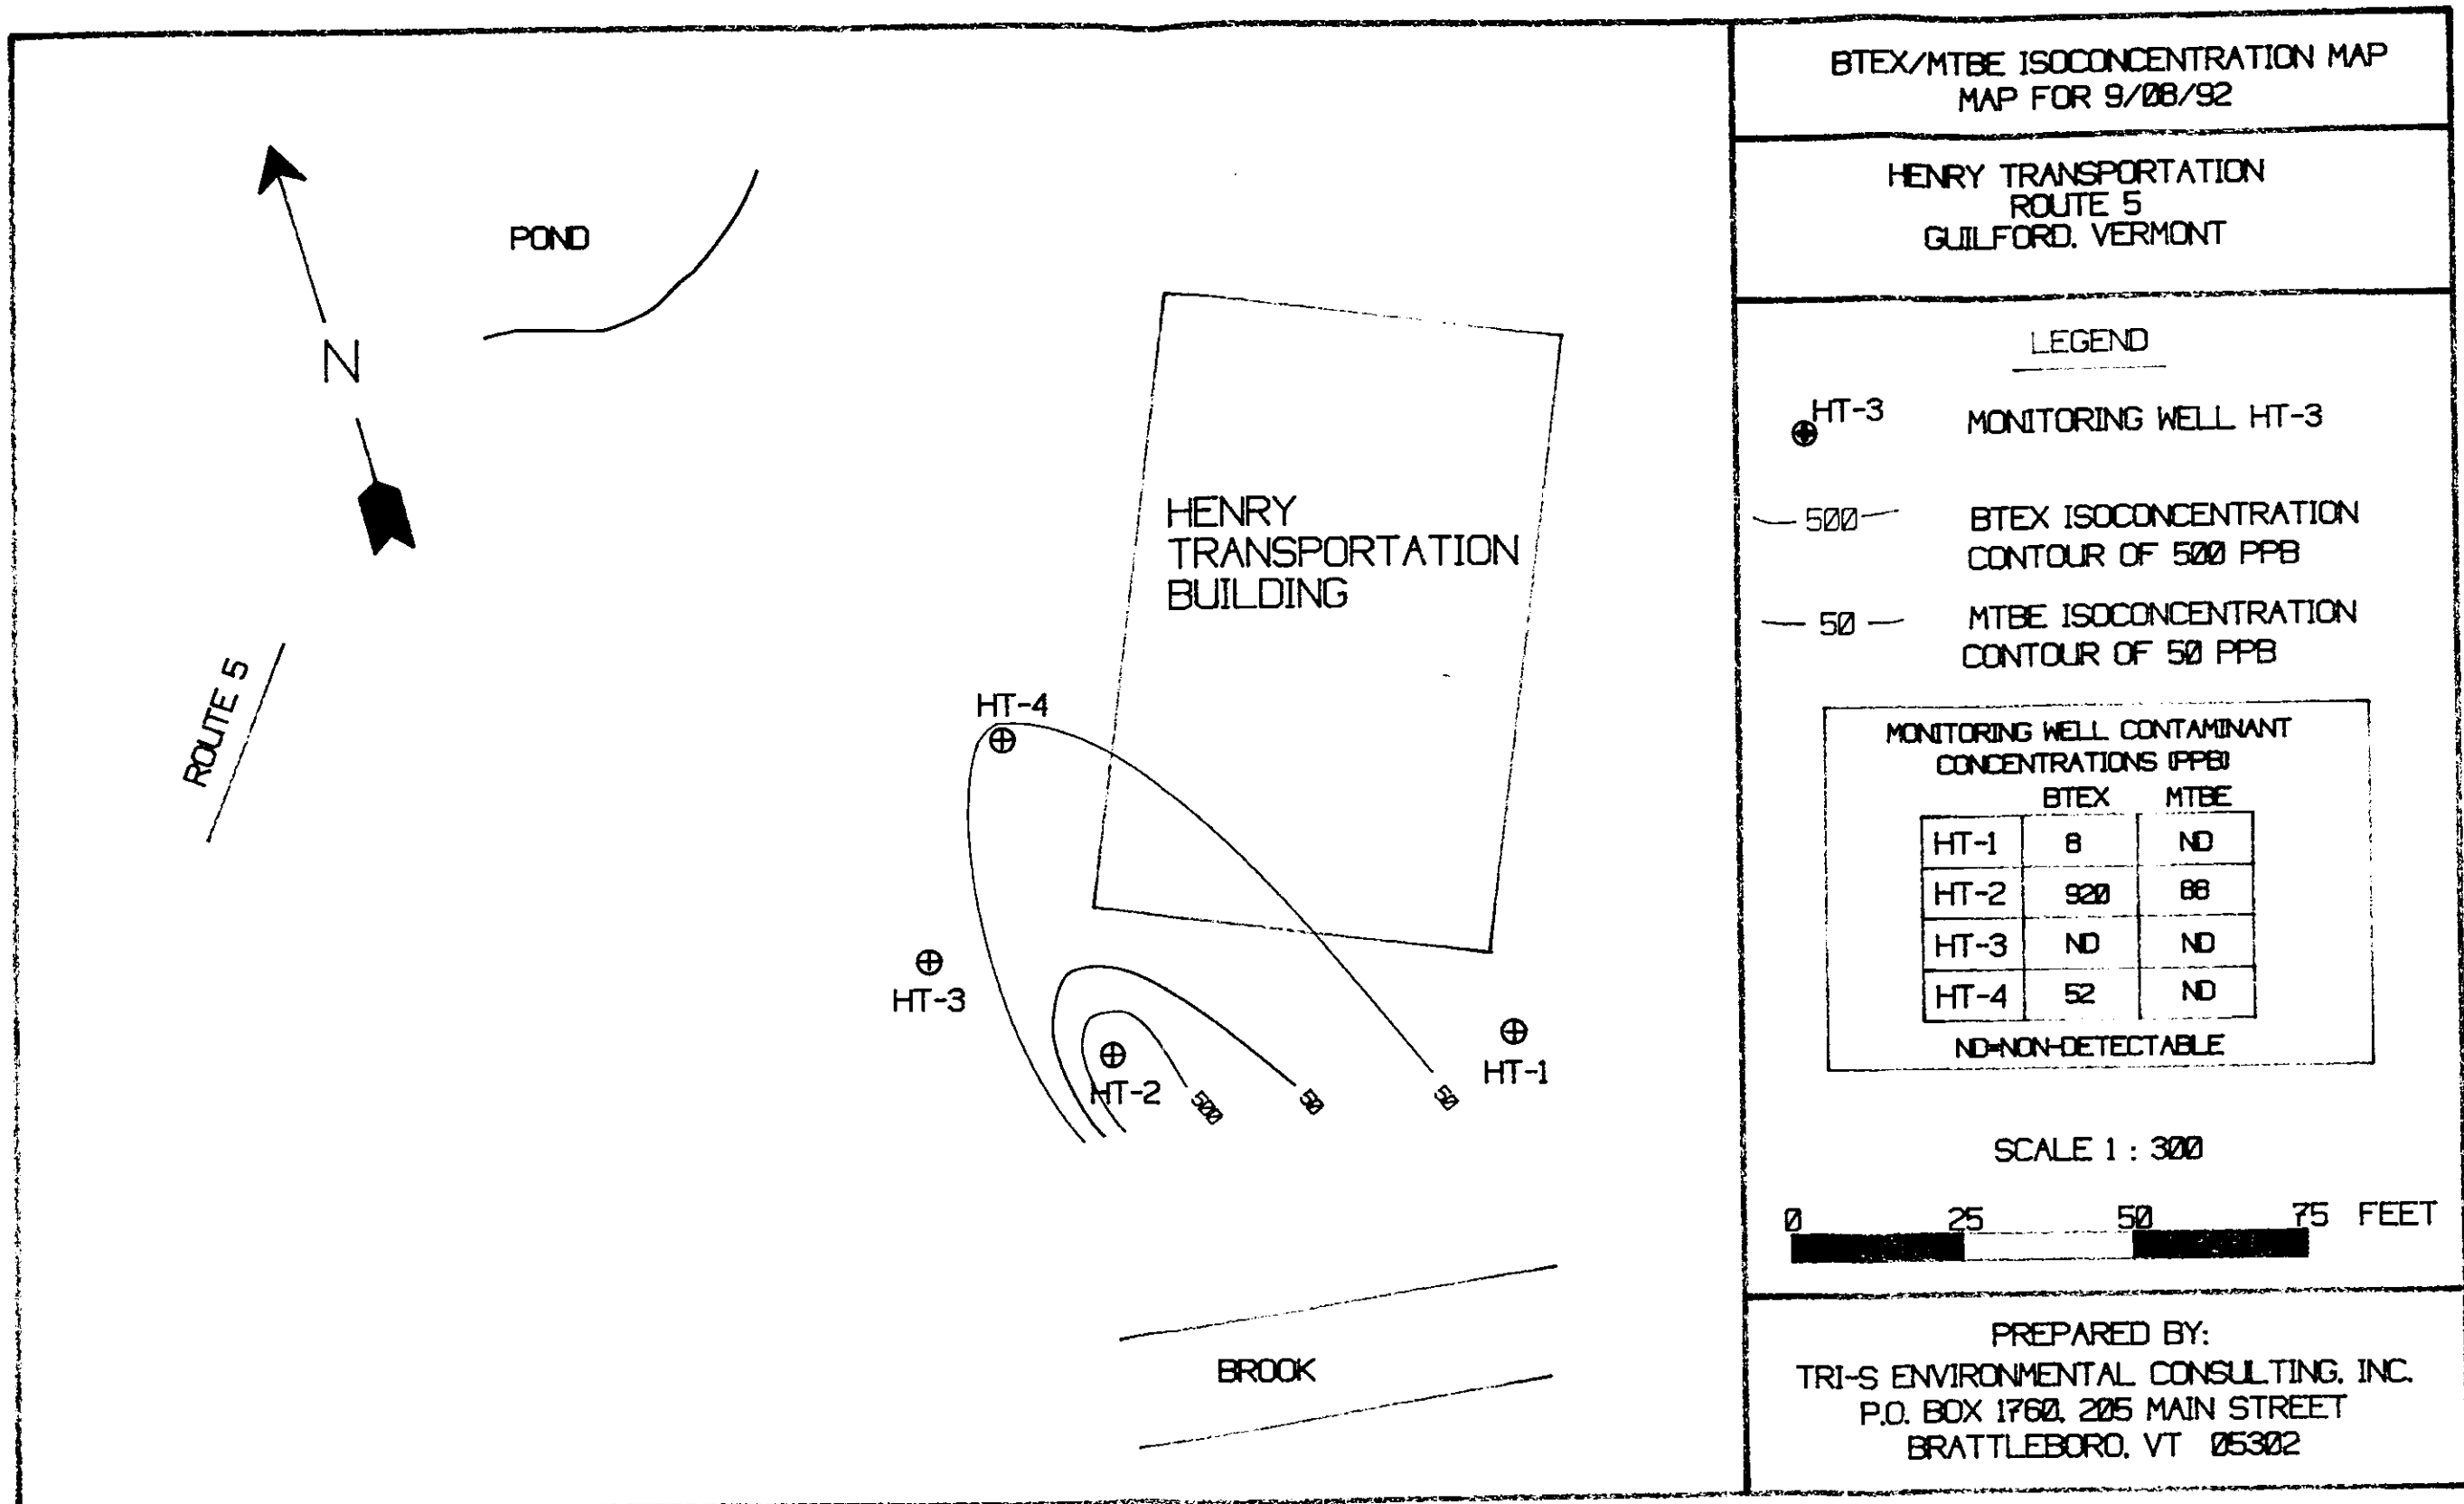 BTEX/MTBE ISOCONCENTRATION MAP
MAP FOR 9/08/92
HENRY TRANSPORTATION
ROUTE 5
GUILFORD, VERMONT
POND
N
HENRY
TRANSPORTATION
BUILDING
ROUTE 5
HT-4
HT-3
HT-2
HT-1
500
50
50
BROOK
LEGEND
HT-3 MONITORING WELL HT-3
500 BTEX ISOCONCENTRATION
CONTOUR OF 500 PPB
50 MTBE ISOCONCENTRATION
CONTOUR OF 50 PPB
MONITORING WELL CONTAMINANT
CONCENTRATIONS (PPB)
BTEX MTBE
HT-1 8 ND
HT-2 920 88
HT-3 ND ND
HT-4 52 ND
ND=NON-DETECTABLE
SCALE 1 : 300
0 25 50 75 FEET
PREPARED BY:
TRI-S ENVIRONMENTAL CONSULTING, INC.
P.O. BOX 1760, 205 MAIN STREET
BRATTLEBORO, VT 05302